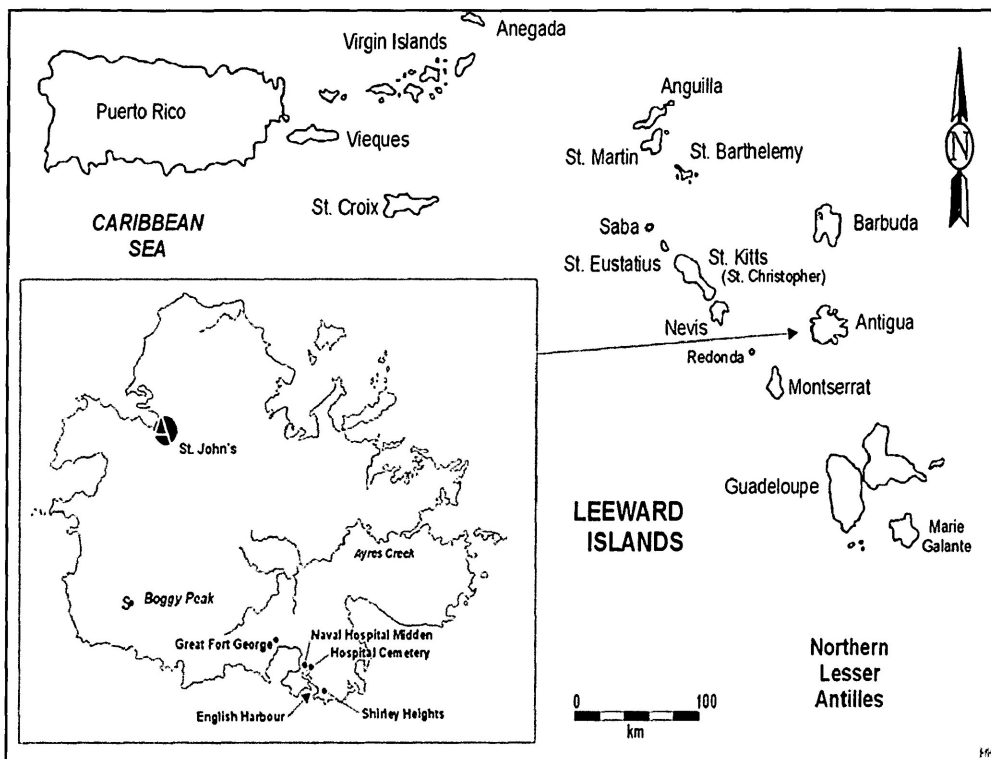 Anegada
Virgin Islands
Puerto Rico
Vieques
Anguilla
St. Martin
St. Barthelemy
St. Croix
CARIBBEAN
SEA
Saba
St. Eustatius
St. Kitts
(St. Christopher)
Barbuda
Nevis
Antigua
Redonda
Montserrat
Guadeloupe
Marie
Galante
LEEWARD
ISLANDS
Northern
Lesser
Antilles
0 100
km
N
St. John's
Ayres Creek
Boggy Peak
Great Fort George
Naval Hospital Midden
Hospital Cemetery
English Harbour
Shirley Heights